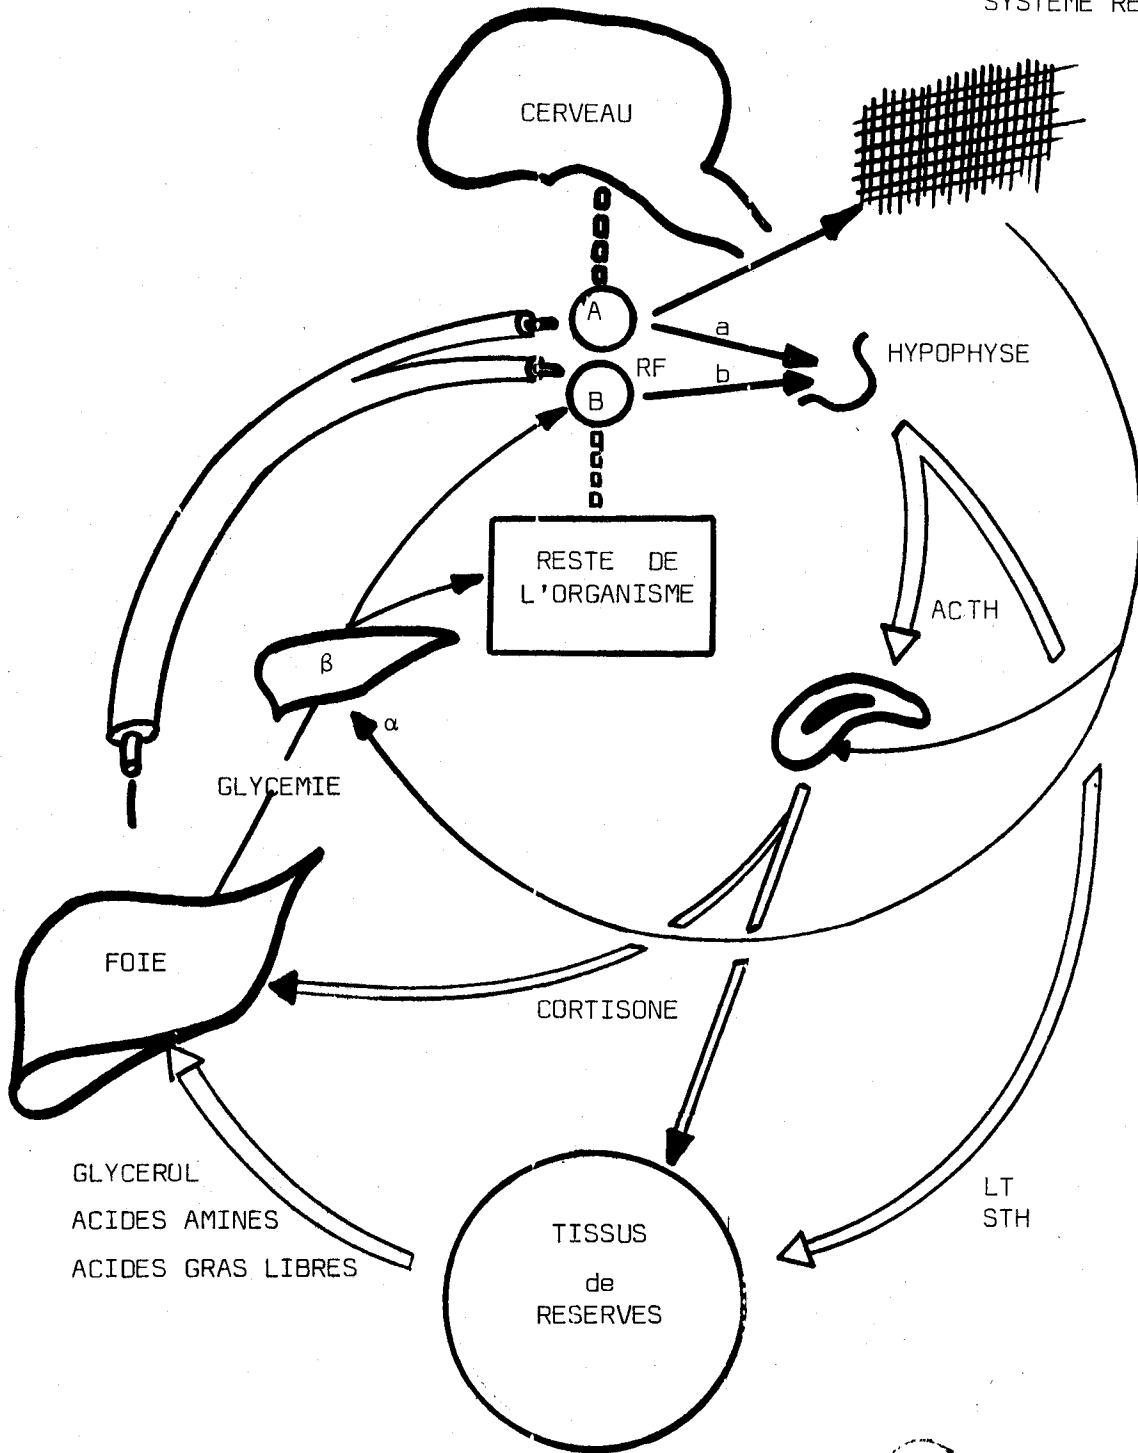 SYSTEME RE
CERVEAU
A
a
HYPOPHYSE
RF
b
B
RESTE DE
L'ORGANISME
ACTH
β
α
GLYCEMIE
FOIE
CORTISONE
GLYCEROL
ACIDES AMINES
ACIDES GRAS LIBRES
LT
STH
TISSUS
de
RESERVES